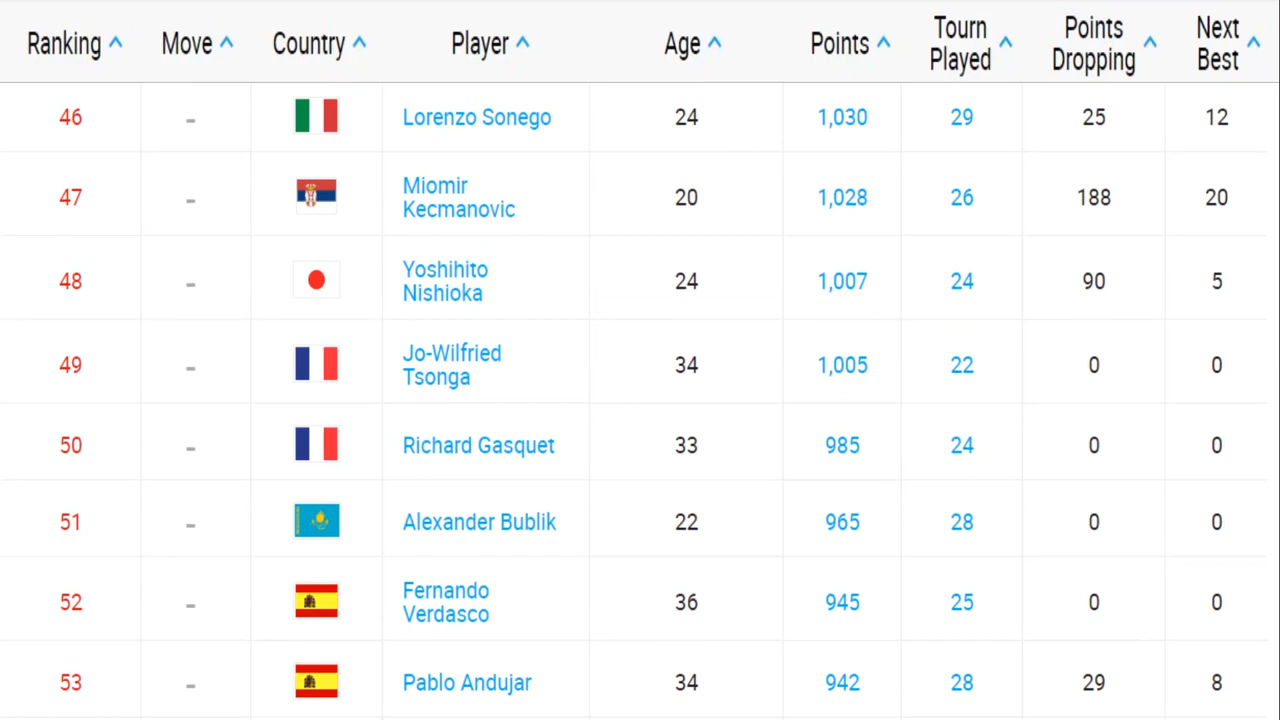 Ranking Move Country Player Age Points Tourn Played Points Dropping Next Best
46 - Lorenzo Sonego 24 1,030 29 25 12
47 - Miomir Kecmanovic 20 1,028 26 188 20
48 - Yoshihito Nishioka 24 1,007 24 90 5
49 - Jo-Wilfried Tsonga 34 1,005 22 0 0
50 - Richard Gasquet 33 985 24 0 0
51 - Alexander Bublik 22 965 28 0 0
52 - Fernando Verdasco 36 945 25 0 0
53 - Pablo Andujar 34 942 28 29 8